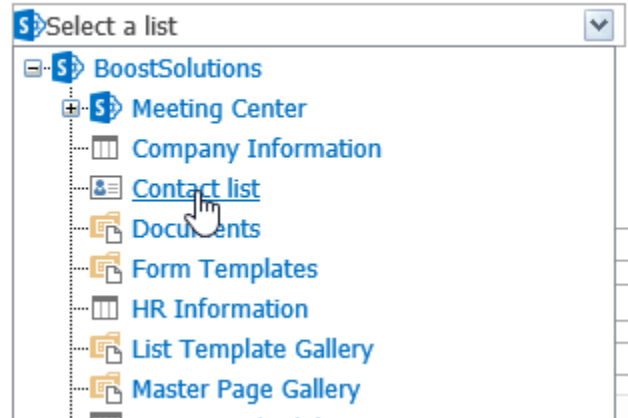 Select a list
BoostSolutions
Meeting Center
Company Information
Contact list
Documents
Form Templates
HR Information
List Template Gallery
Master Page Gallery